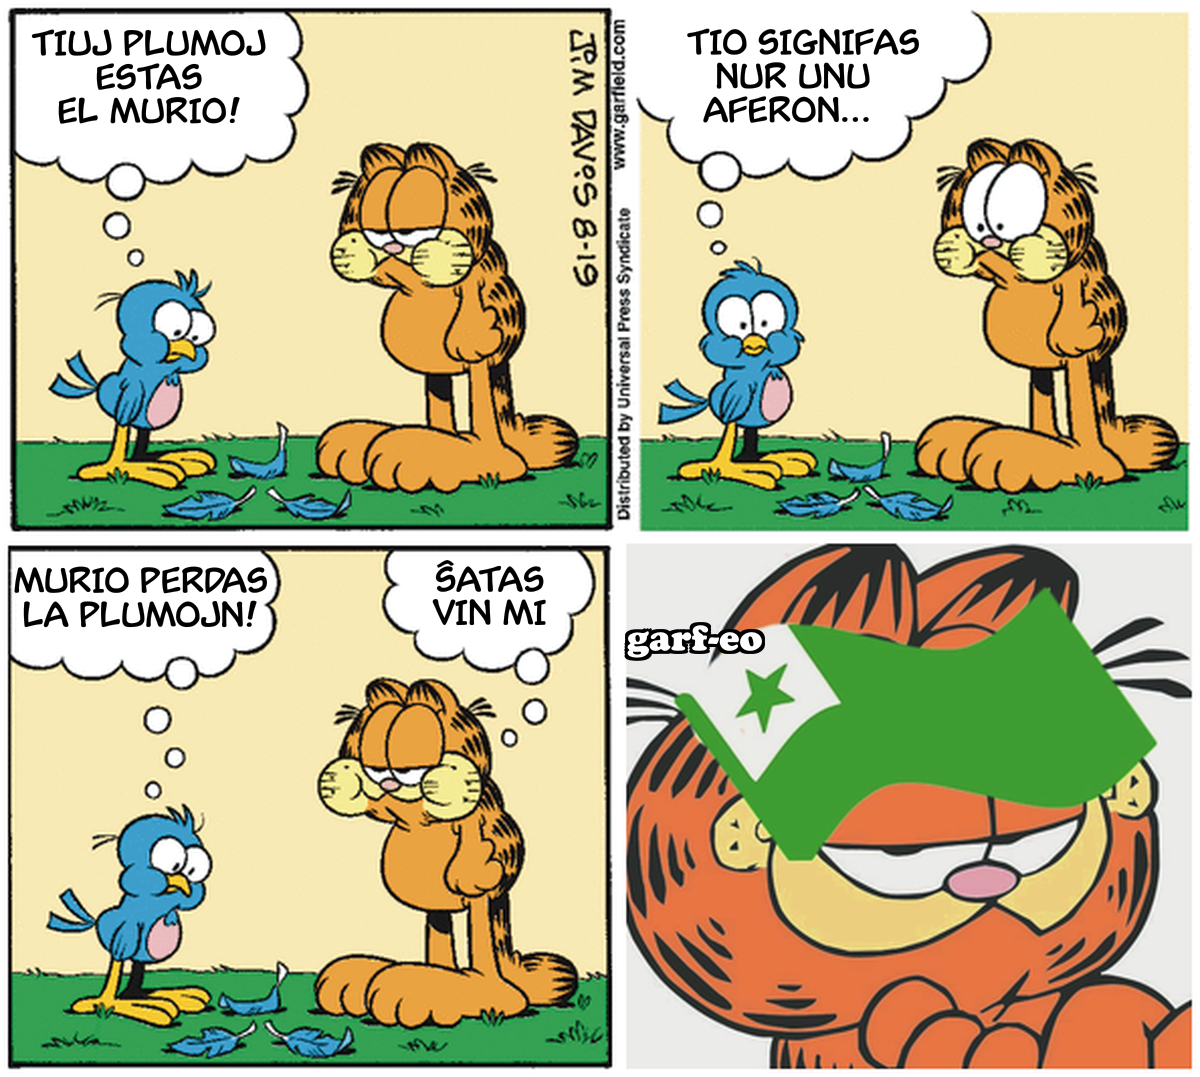 TIUJ PLUMOJ
ESTAS
EL MURIO!
JIM DAVIS 8-19
www.garfield.com
Distributed by Universal Press Syndicate
TIO SIGNIFAS
NUR UNU
AFERON...
MURIO PERDAS
LA PLUMOJN!
ŜATAS
VIN MI
garf-eo